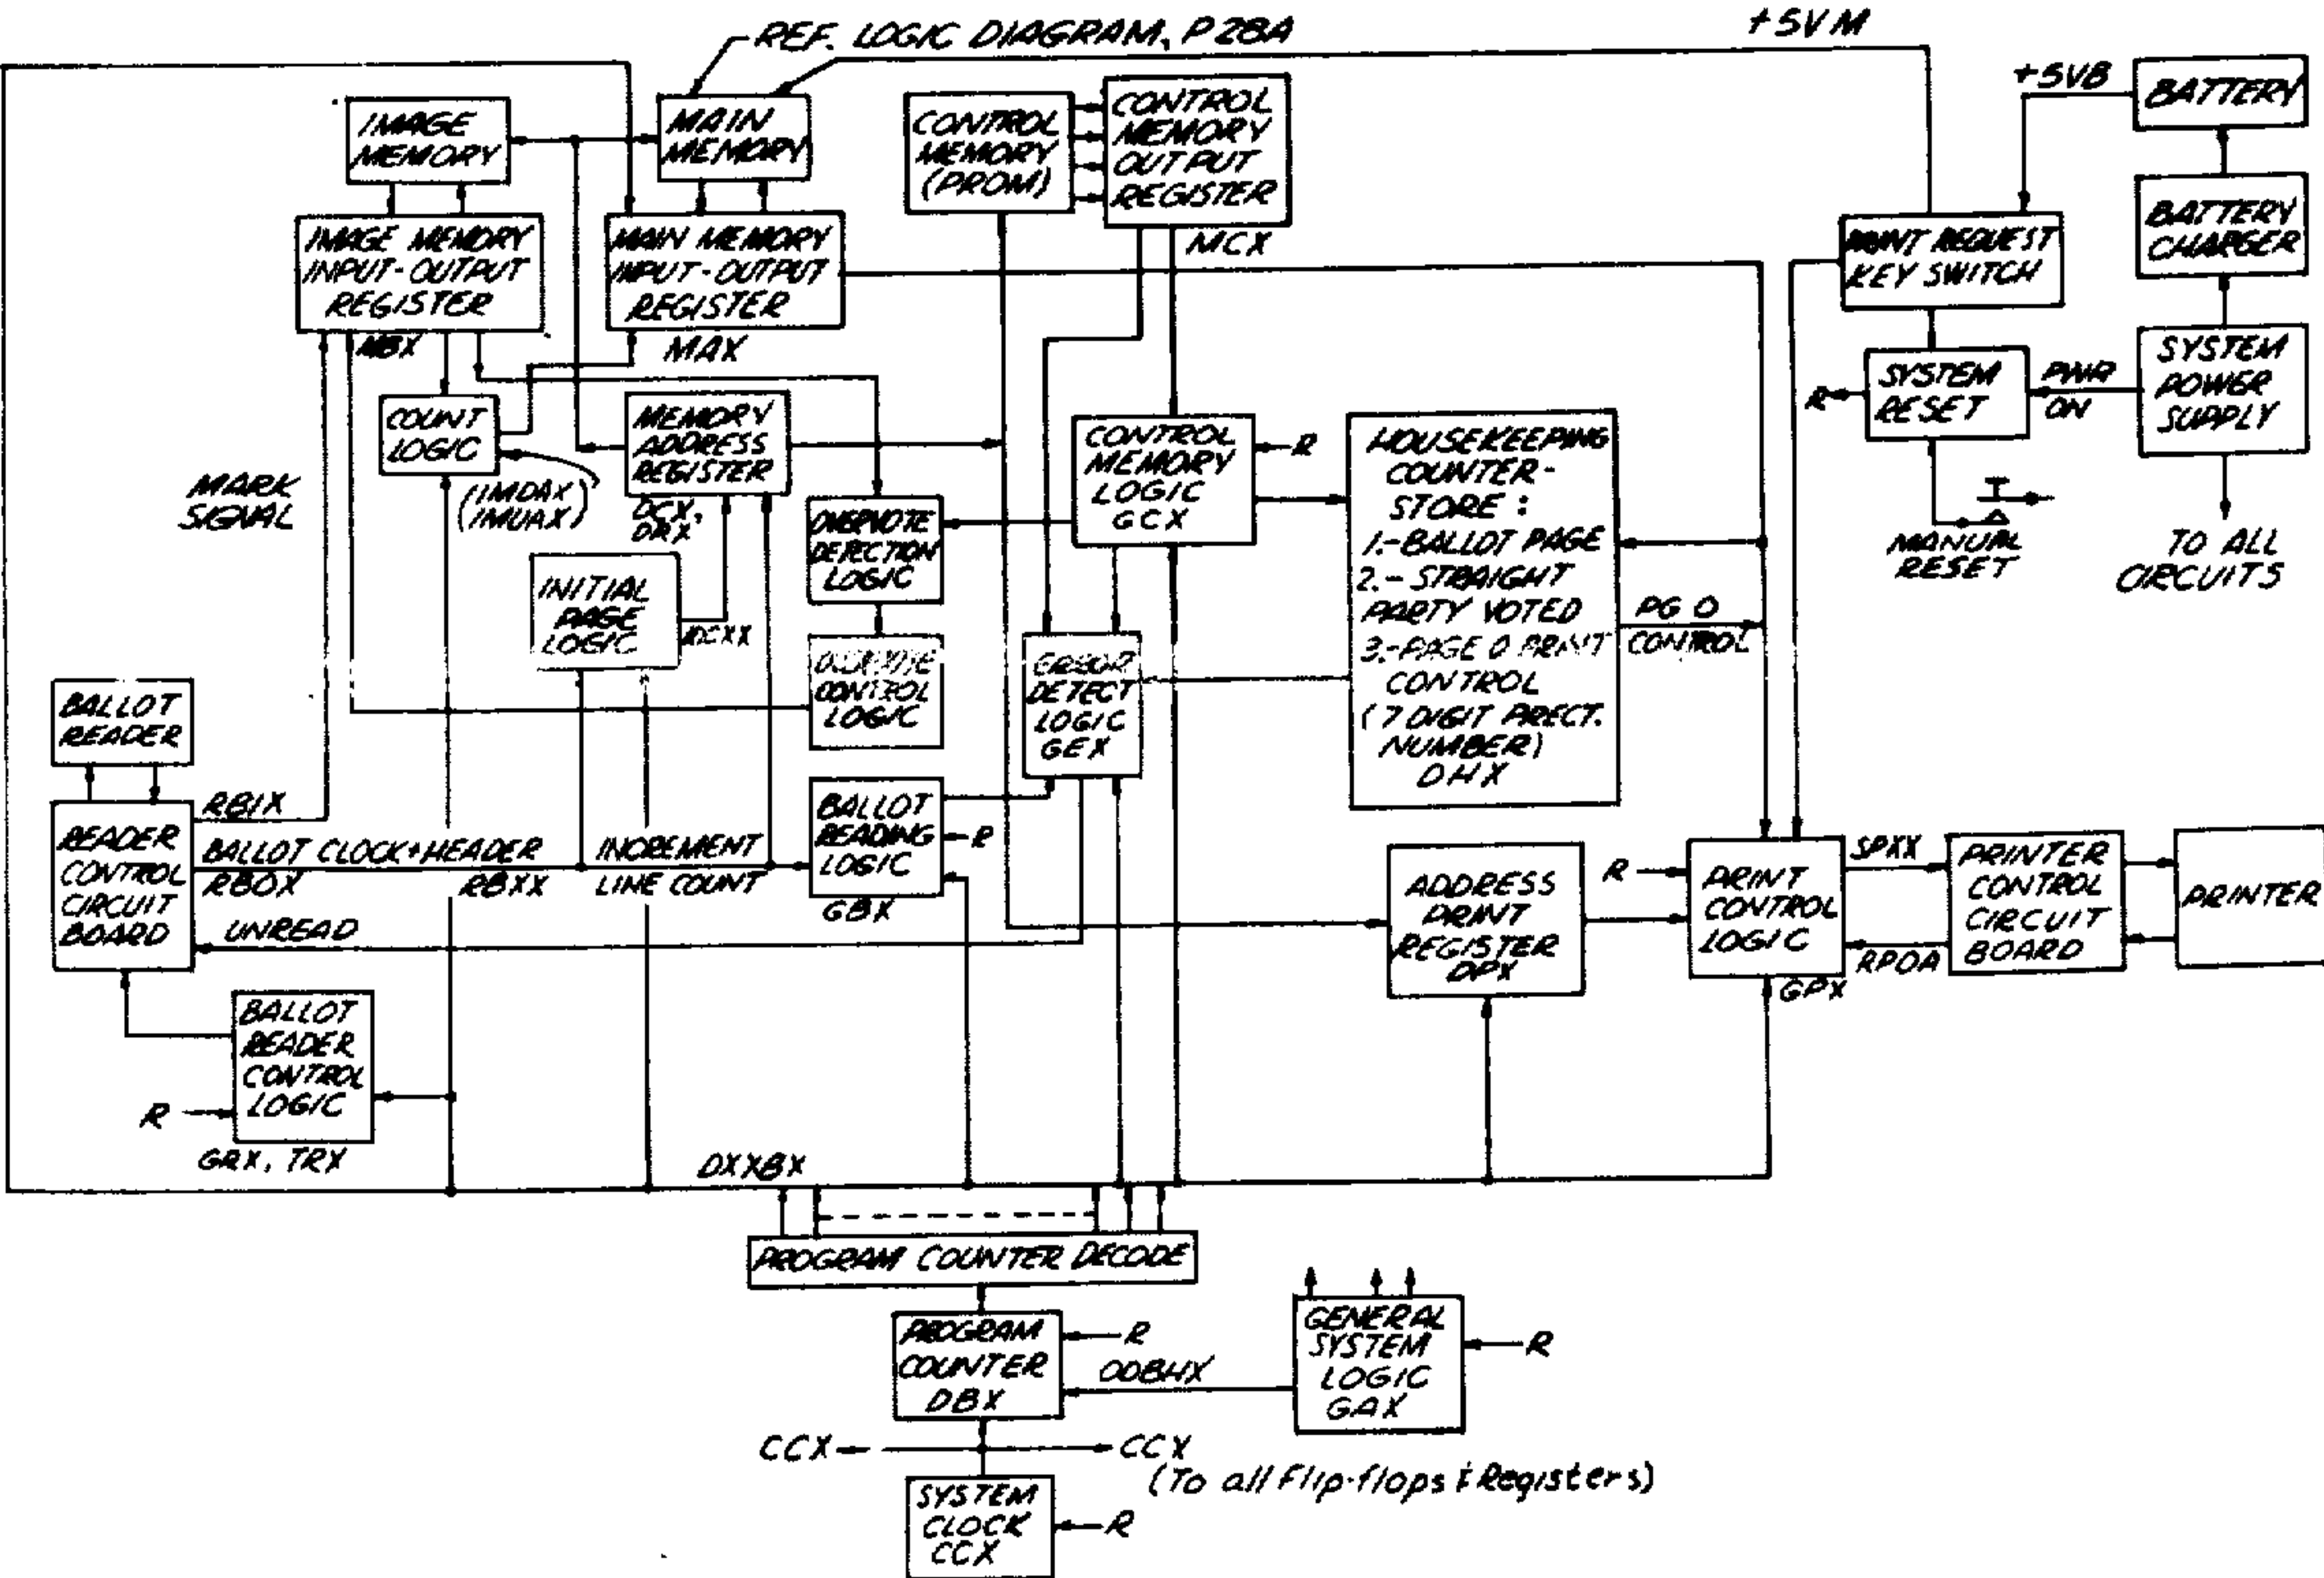 REF. LOGIC DIAGRAM, P28A
+5VM
+5VB
BATTERY
IMAGE
MEMORY
MAIN
MEMORY
CONTROL
MEMORY
(PROM)
CONTROL
MEMORY
OUTPUT
REGISTER
MCX
BATTERY
CHARGER
IMAGE MEMORY
INPUT-OUTPUT
REGISTER
MBX
MAIN MEMORY
INPUT-OUTPUT
REGISTER
MAX
PRINT REQUEST
KEY SWITCH
SYSTEM
POWER
SUPPLY
SYSTEM
RESET
R
PWR
ON
COUNT
LOGIC
(IMDAX)
IMUAX)
MEMORY
ADDRESS
REGISTER
DCX,
DRX
CONTROL
MEMORY
LOGIC
GCX
R
HOUSEKEEPING
COUNTER-
STORE :
1.-BALLOT PAGE
2.- STRAIGHT
PARTY VOTED
3.-PAGE 0 PRINT
CONTROL
(7 DIGIT PRECT.
NUMBER)
DHX
MARK
SIGNAL
OVERVOTE
DETECTION
LOGIC
MANUAL
RESET
TO ALL
CIRCUITS
INITIAL
PAGE
LOGIC
DCXX
PG 0
CONTROL
CONTROL
LOGIC
ERROR
DETECT
LOGIC
GEX
BALLOT
READER
READER
CONTROL
CIRCUIT
BOARD
RBIX
BALLOT CLOCK+HEADER
RBOX
RBXX
INCREMENT
LINE COUNT
UNREAD
BALLOT
READING
LOGIC
GBX
R
ADDRESS
PRINT
REGISTER
DPX
R
PRINT
CONTROL
LOGIC
GPX
SPXX
RPOA
PRINTER
CONTROL
CIRCUIT
BOARD
PRINTER
BALLOT
READER
CONTROL
LOGIC
R
GRX, TRX
DXXBX
PROGRAM COUNTER DECODE
PROGRAM
COUNTER
DBX
R
ODBHX
GENERAL
SYSTEM
LOGIC
GAX
R
CCX
CCX
(To all Flip-flops & Registers)
SYSTEM
CLOCK
CCX
R